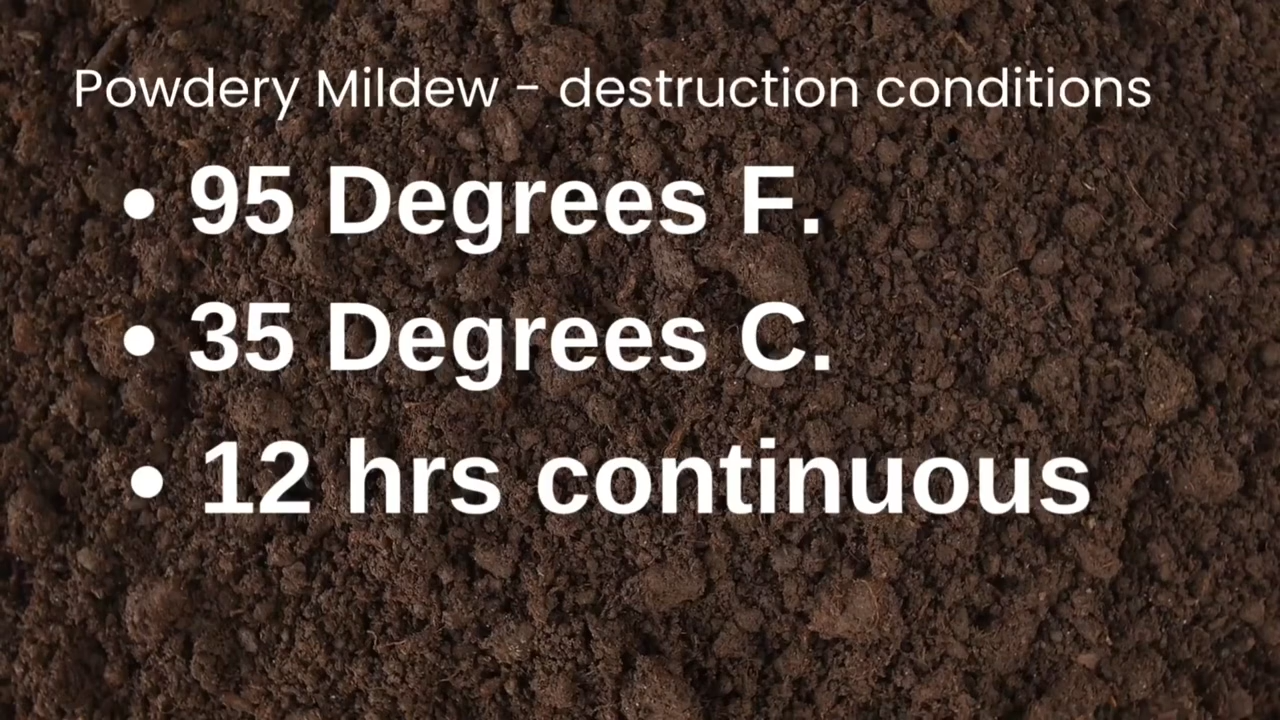 Powdery Mildew - destruction conditions
• 95 Degrees F.
• 35 Degrees C.
• 12 hrs continuous